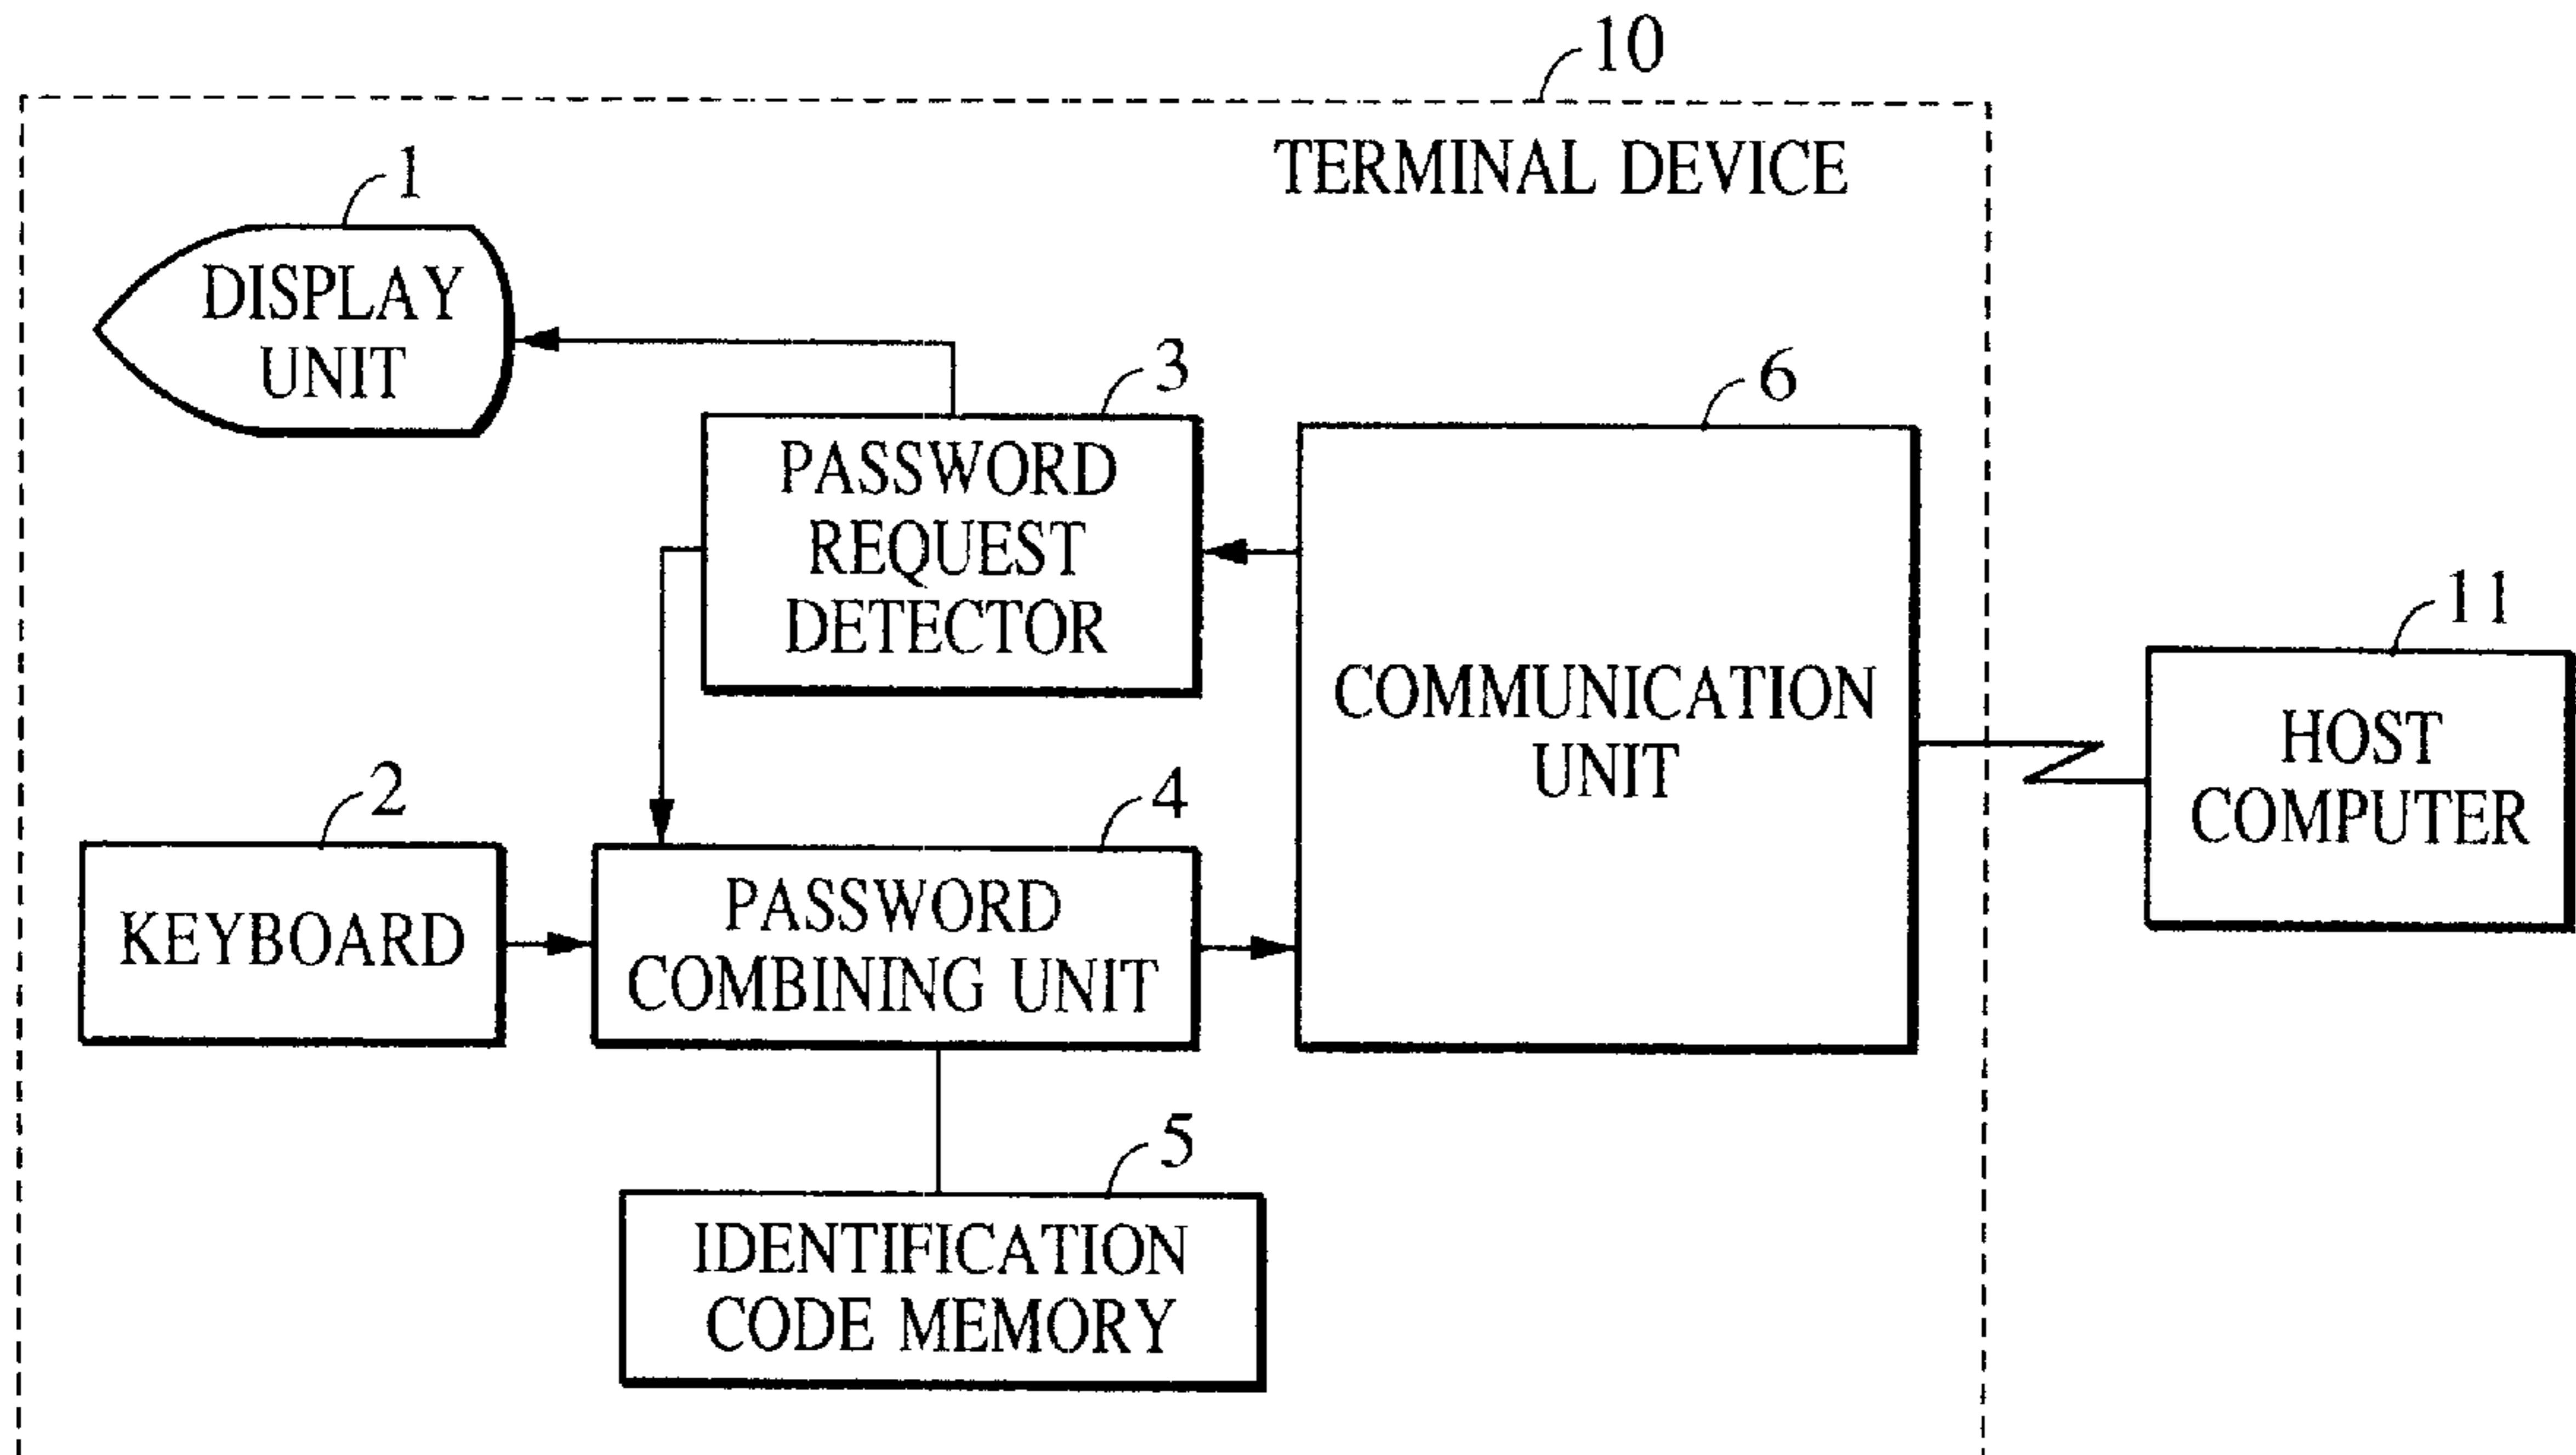 10
TERMINAL DEVICE
1
DISPLAY
UNIT
3
PASSWORD
REQUEST
DETECTOR
6
COMMUNICATION
UNIT
11
HOST
COMPUTER
2
KEYBOARD
4
PASSWORD
COMBINING UNIT
5
IDENTIFICATION
CODE MEMORY